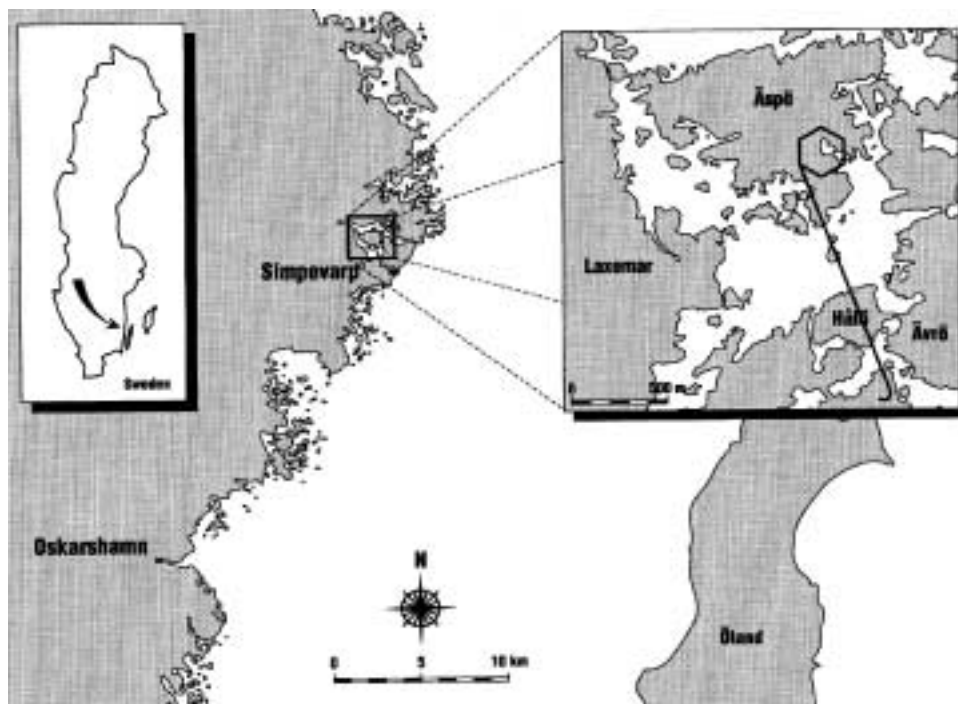 Sweden
Simpevarp
Oskarshamn
N
0 5 10 km
Äspö
Laxemar
Hålö
Ävrö
0 500 m
Öland